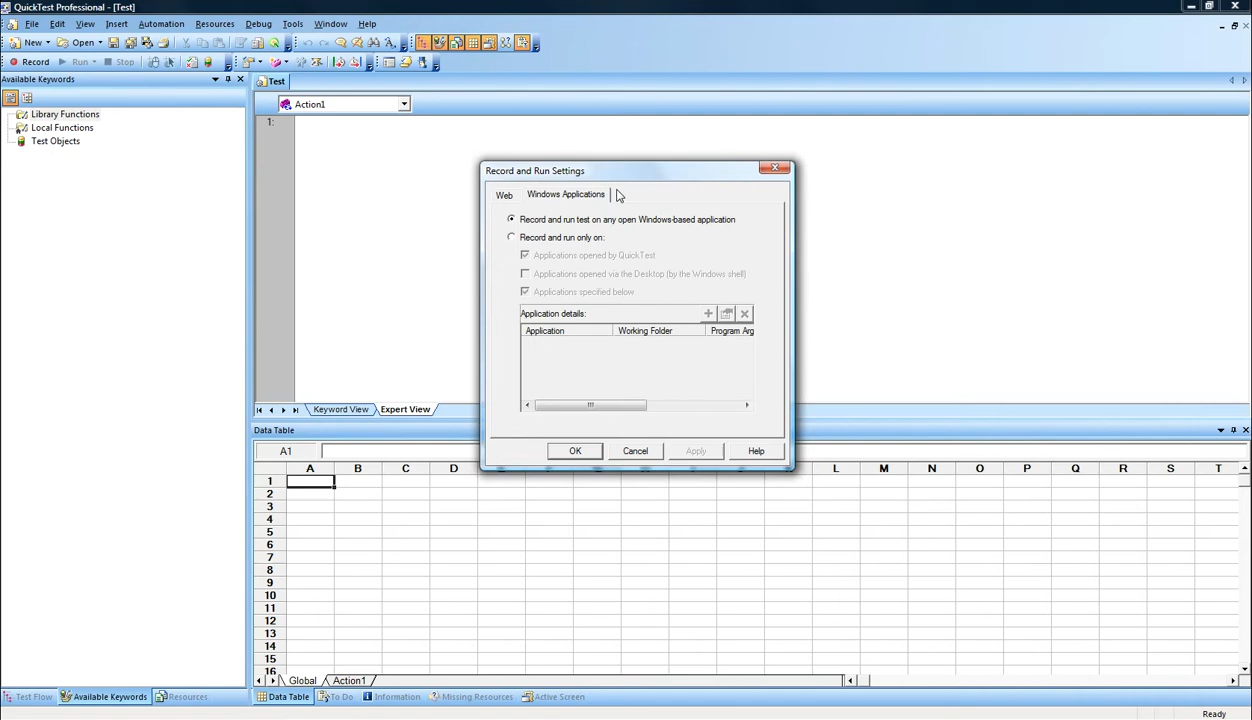 QuickTest Professional - [Test]
File Edit View Insert Automation Resources Debug Tools Window Help
New Open
Record Run Stop
Available Keywords
Test
Library Functions
Local Functions
Test Objects
Action1
1:
Record and Run Settings
Web Windows Applications
Record and run test on any open Windows-based application
Record and run only on:
Applications opened by QuickTest
Applications opened via the Desktop (by the Windows shell)
Applications specified below
Application details:
Application Working Folder Program Arg
OK Cancel Apply Help
Keyword View Expert View
Data Table
A1
A B C D L M N O P Q R S T
1
2
3
4
5
6
7
8
9
10
11
12
13
14
15
16
Global Action1
Test Flow Available Keywords Resources Data Table To Do Information Missing Resources Active Screen
Ready